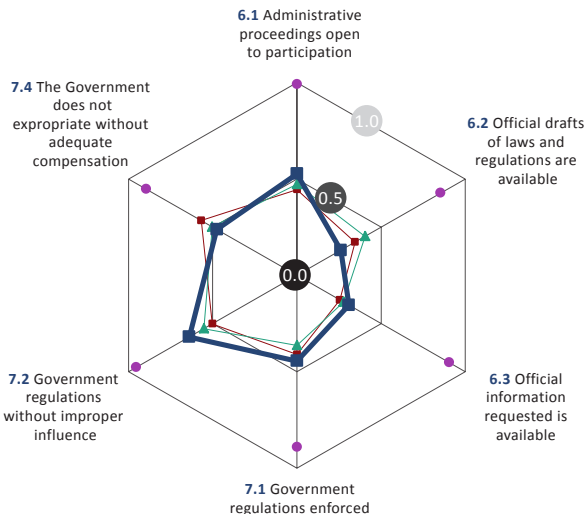 6.1 Administrative
proceedings open
to participation
7.4 The Government
does not
expropriate without
adequate
compensation
1.0
6.2 Official drafts
of laws and
regulations are
available
0.5
0.0
7.2 Government
regulations
without improper
influence
6.3 Official
information
requested is
available
7.1 Government
regulations enforced